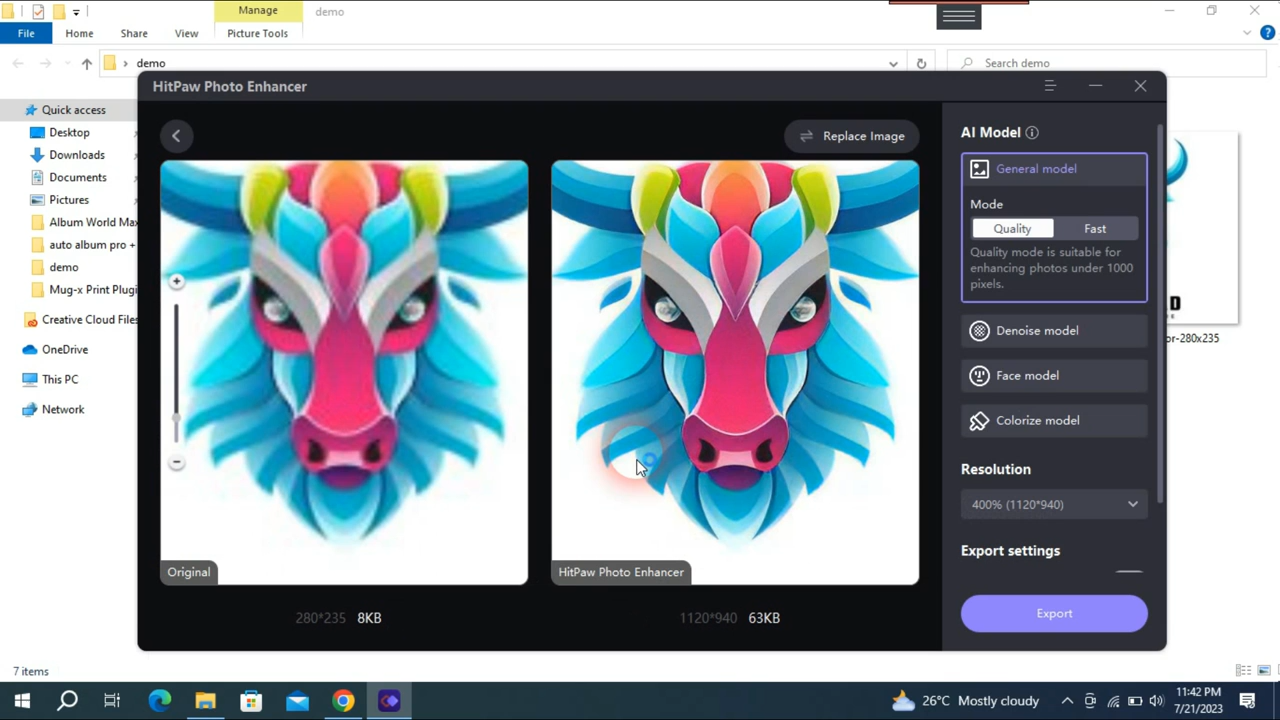 Manage
demo
File
Home
Share
View
Picture Tools
demo
Search demo
HitPaw Photo Enhancer
Quick access
Desktop
Downloads
Documents
Pictures
Album World Max
auto album pro +
demo
Mug-x Print Plugi
Creative Cloud Files
OneDrive
This PC
Network
Replace Image
Original
HitPaw Photo Enhancer
280*235 8KB
1120*940 63KB
AI Model
General model
Mode
Quality
Fast
Quality mode is suitable for
enhancing photos under 1000
pixels.
Denoise model
Face model
Colorize model
Resolution
400% (1120*940)
Export settings
Export
D
or-280x235
7 items
26°C Mostly cloudy
11:42 PM
7/21/2023